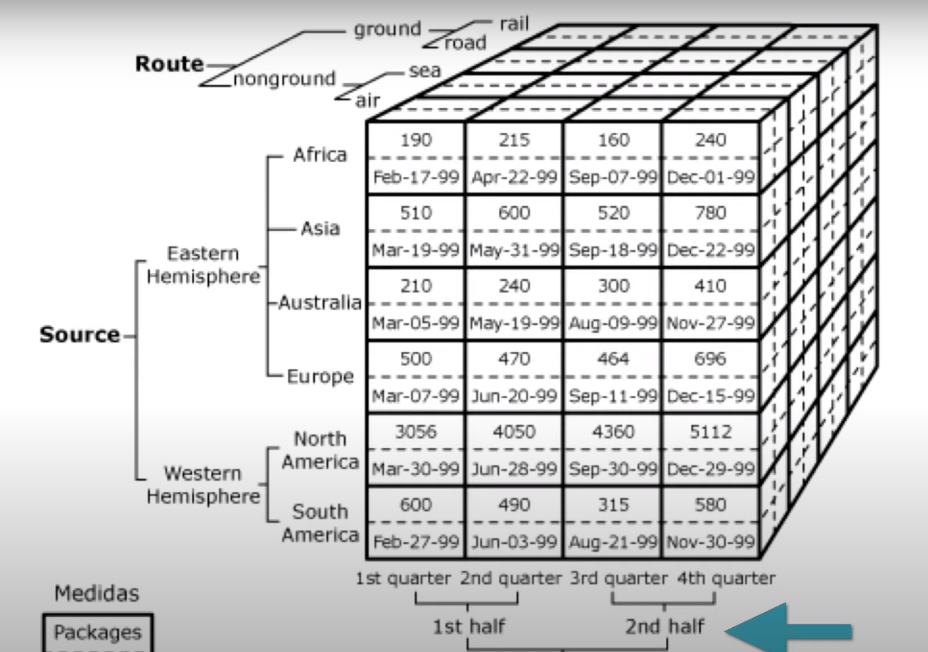 ground
rail
road
Route
nonground
sea
air
190 215 160 240
Africa
Feb-17-99 Apr-22-99 Sep-07-99 Dec-01-99
510 600 520 780
Asia
Mar-19-99 May-31-99 Sep-18-99 Dec-22-99
Eastern
Hemisphere
210 240 300 410
Australia
Mar-05-99 May-19-99 Aug-09-99 Nov-27-99
Source
500 470 464 696
Europe
Mar-07-99 Jun-20-99 Sep-11-99 Dec-15-99
3056 4050 4360 5112
North
America
Mar-30-99 Jun-28-99 Sep-30-99 Dec-29-99
Western
Hemisphere
600 490 315 580
South
America
Feb-27-99 Jun-03-99 Aug-21-99 Nov-30-99
1st quarter 2nd quarter 3rd quarter 4th quarter
1st half 2nd half
Medidas
Packages